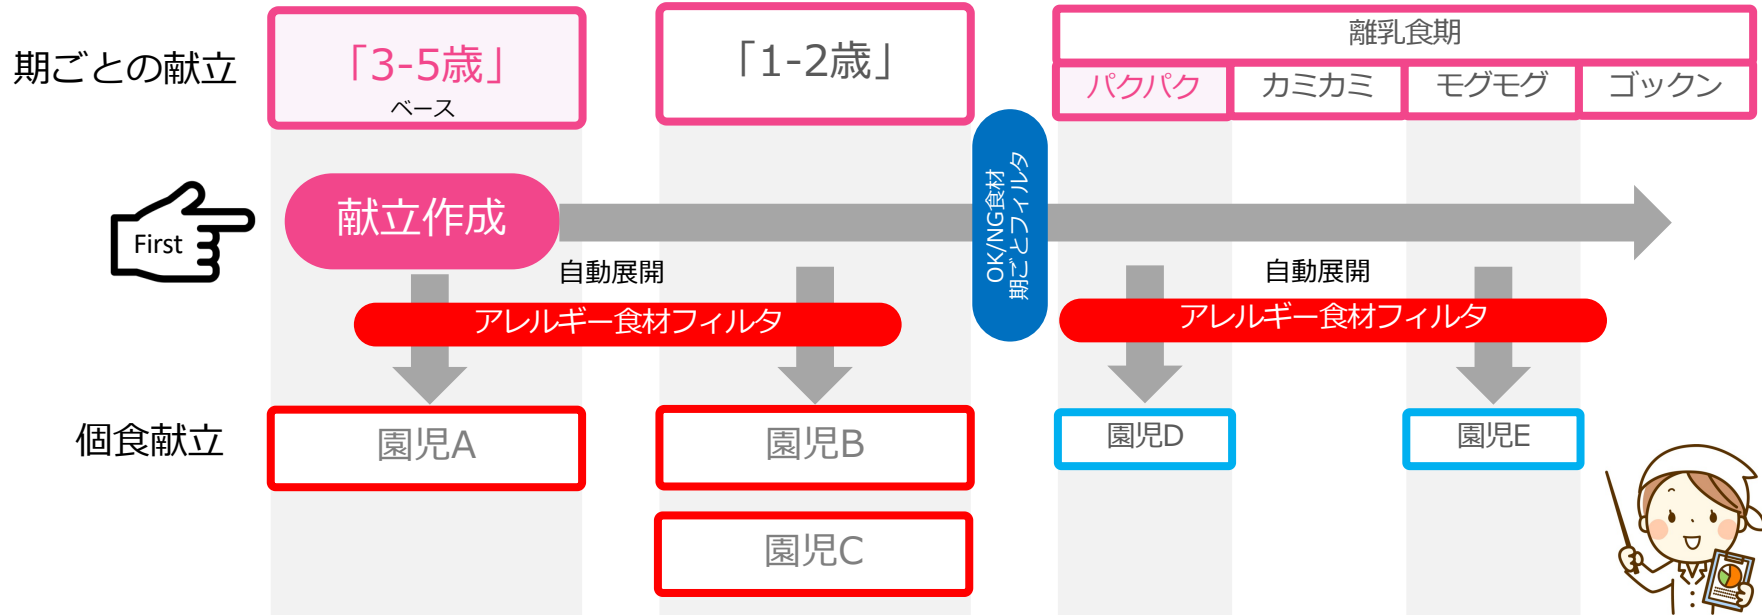 期ごとの献立
「3-5歳」
ベース
「1-2歳」
離乳食期
パクパク
カミカミ
モグモグ
ゴックン
First
献立作成
OK/NG食材
期ごとフィルタ
自動展開
自動展開
アレルギー食材フィルタ
アレルギー食材フィルタ
個食献立
園児A
園児B
園児D
園児E
園児C